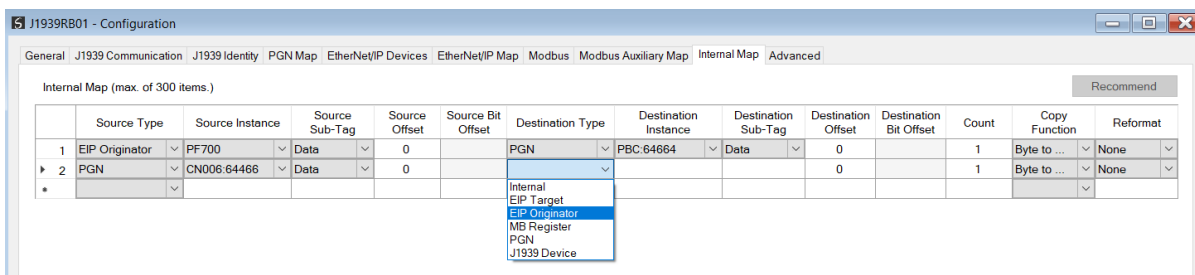 J1939RB01 - Configuration
General J1939 Communication J1939 Identity PGN Map EtherNet/IP Devices EtherNet/IP Map Modbus Modbus Auxiliary Map Internal Map Advanced
Internal Map (max. of 300 items.) Recommend
Source Type Source Instance Source Sub-Tag Source Offset Source Bit Offset Destination Type Destination Instance Destination Sub-Tag Destination Offset Destination Bit Offset Count Copy Function Reformat
1 EIP Originator PF700 Data 0 PGN PBC:64664 Data 0 1 Byte to ... None
2 PGN CN006:64466 Data 0 0 1 Byte to ... None
Internal
EIP Target
EIP Originator
MB Register
PGN
J1939 Device